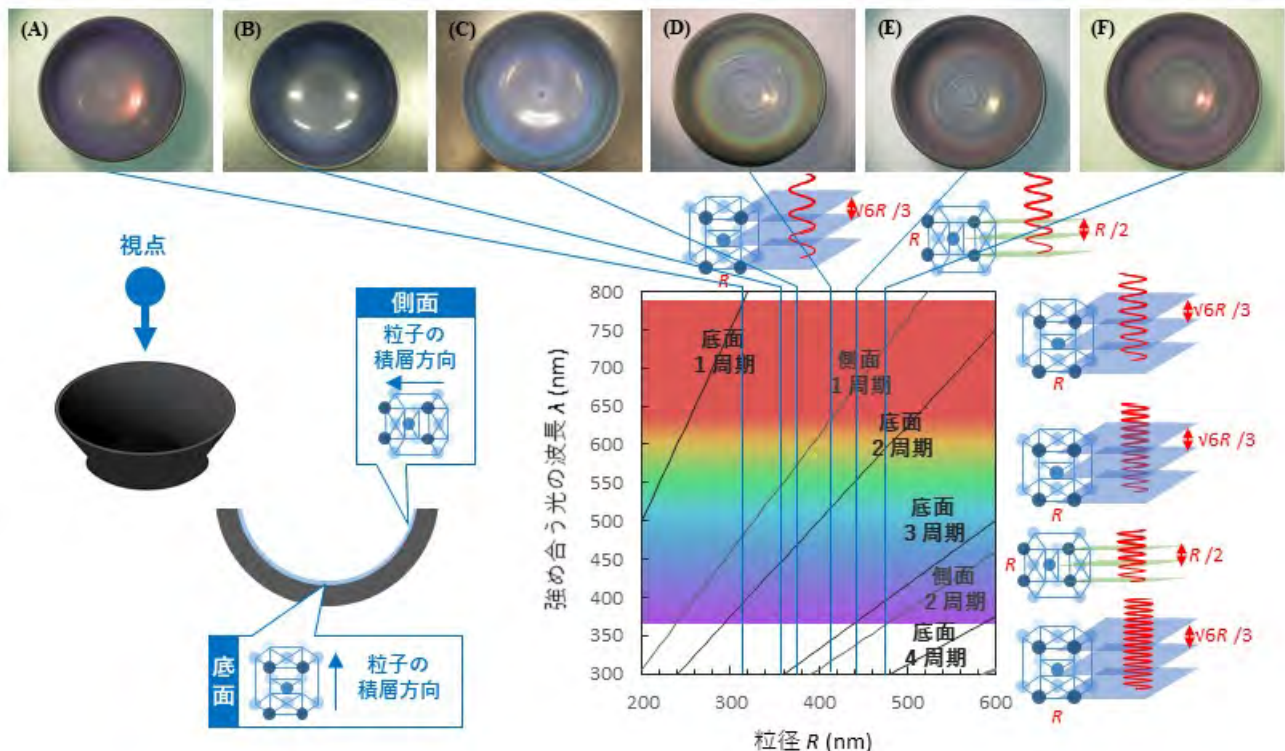 (A)
(B)
(C)
(D)
(E)
(F)
√6R /3
R
R
R /2
視点
側面
粒子の
積層方向
底面
粒子の
積層方向
強め合う光の波長 λ (nm)
800
750
700
650
600
550
500
450
400
350
300
底面
1 周期
側面
1 周期
底面
2 周期
底面
3 周期
側面
2 周期
底面
4 周期
200
300
400
500
600
粒径 R (nm)
√6R /3
R
√6R /3
R
R /2
R
√6R /3
R